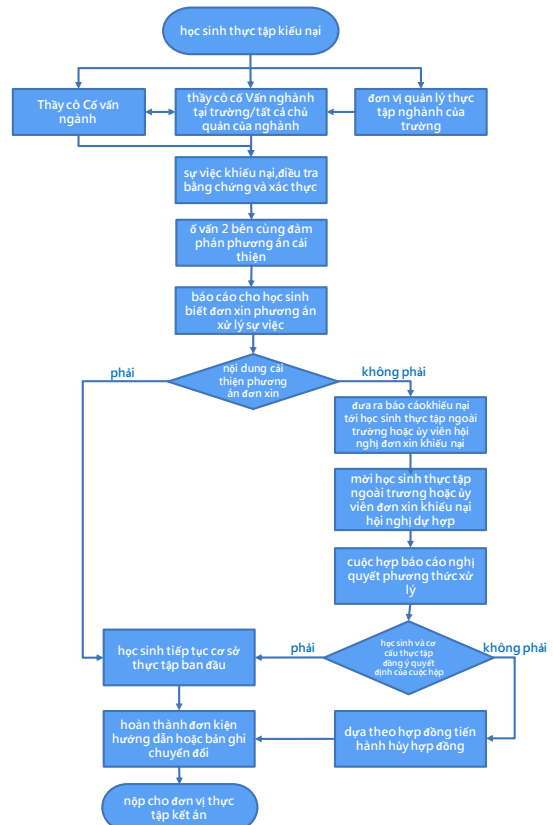 học sinh thực tập kiếu nại
Thầy cô Cố vấn
ngành
thầy cô cố Vấn nghành
tại trường/tất cả chủ
quản của nghành
đơn vị quản lý thực
tập nghành của
trường
sự việc khiếu nại,điều tra
bằng chứng và xác thực
ố vấn 2 bên cùng đàm
phán phương án cải
thiện
báo cáo cho học sinh
biết đơn xin phương án
xử lý sự việc
nội dung cải
thiện phương
án đơn xin
phải
không phải
đưa ra báo cáokhiếu nại
tới học sinh thực tập ngoài
trường hoặc ủy viên hội
nghị đơn xin khiếu nại
mời học sinh thực tập
ngoài trương hoặc ủy
viên đơn xin khiếu nại
hội nghị dự hợp
cuộc hợp báo cáo nghị
quyết phương thức xử
lý
học sinh và cơ
cấu thực tập
đồng ý quyết
định của cuộc họp
phải
không phải
học sinh tiếp tục cơ sở
thực tập ban đầu
dựa theo hợp đồng tiến
hành hủy hợp đồng
hoàn thành đơn kiện
hướng dẫn hoặc bản ghi
chuyển đổi
nộp cho đơn vị thực
tập kết án